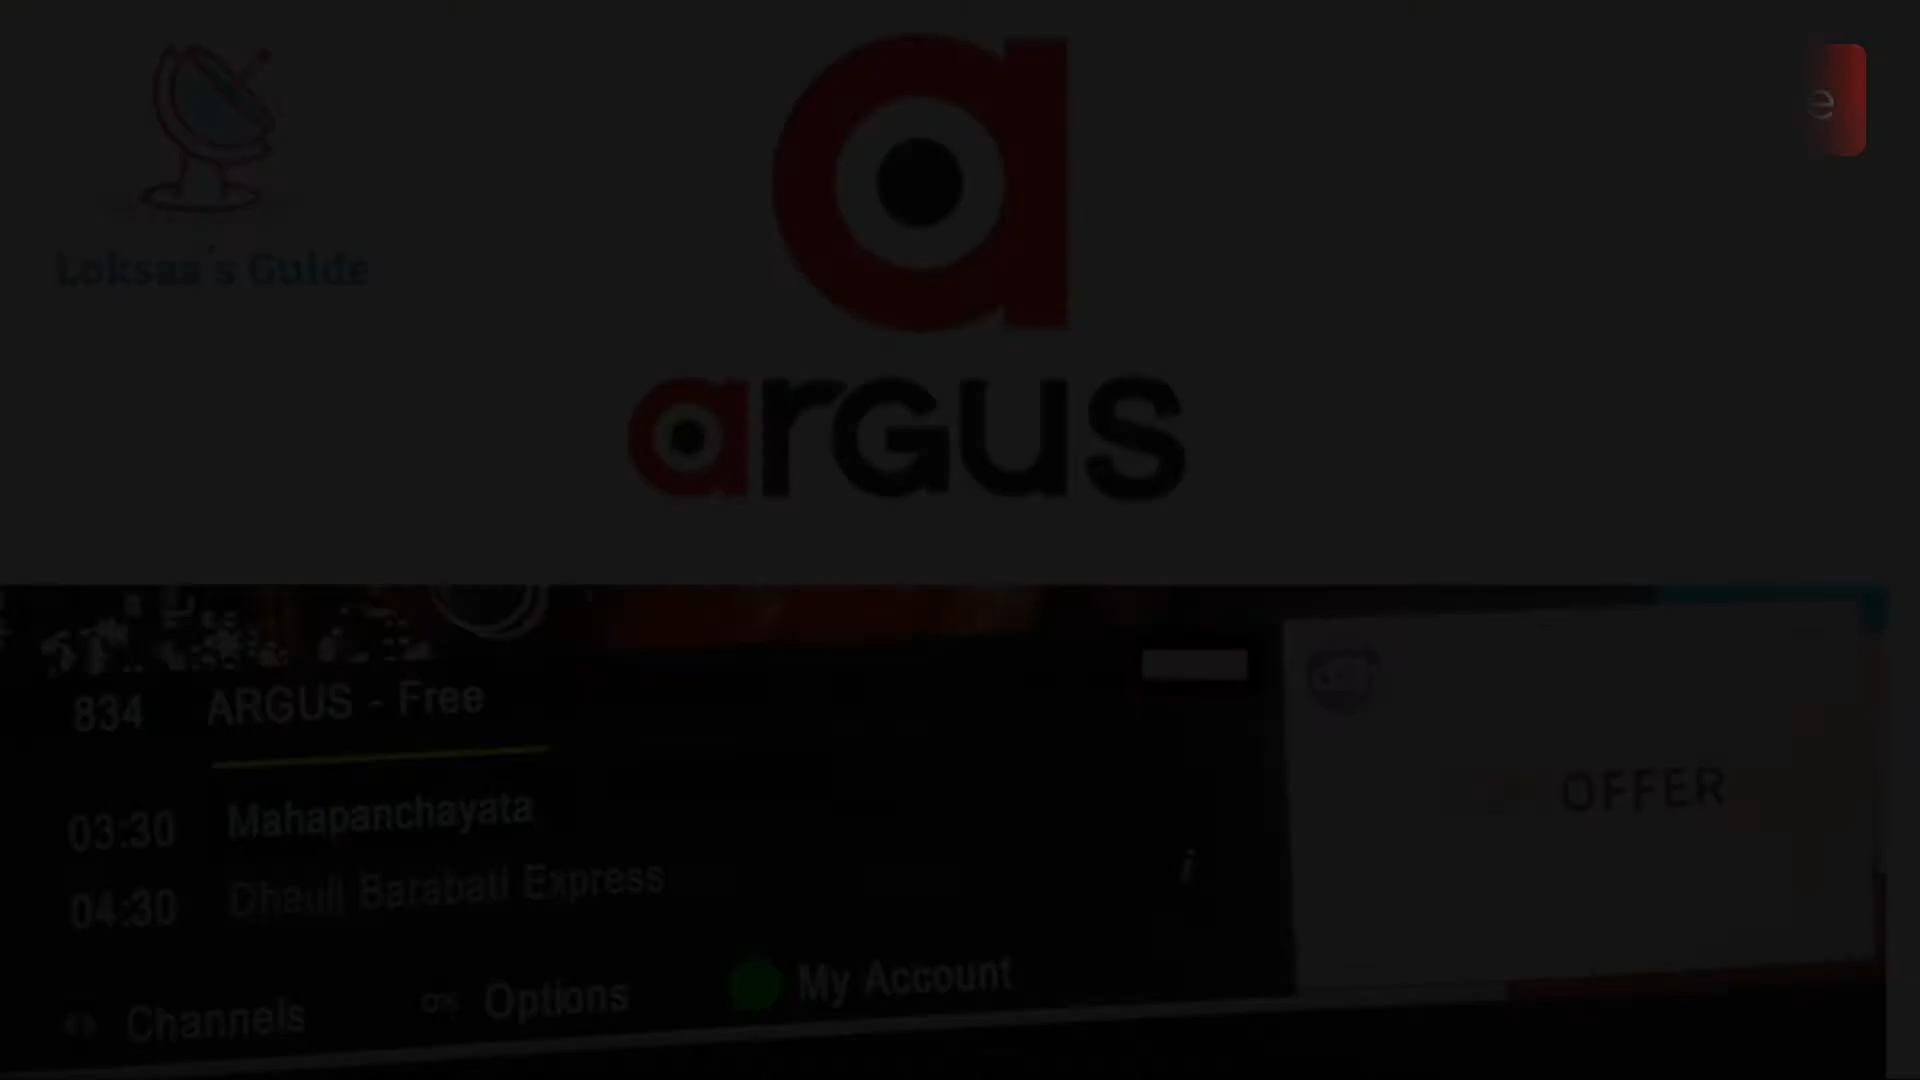 Loksaa's Guide
argus
834 ARGUS - Free
03:30 Mahapanchayata
04:30 Dhauli Barabati Express
OFFER
i
Channels Options My Account
e